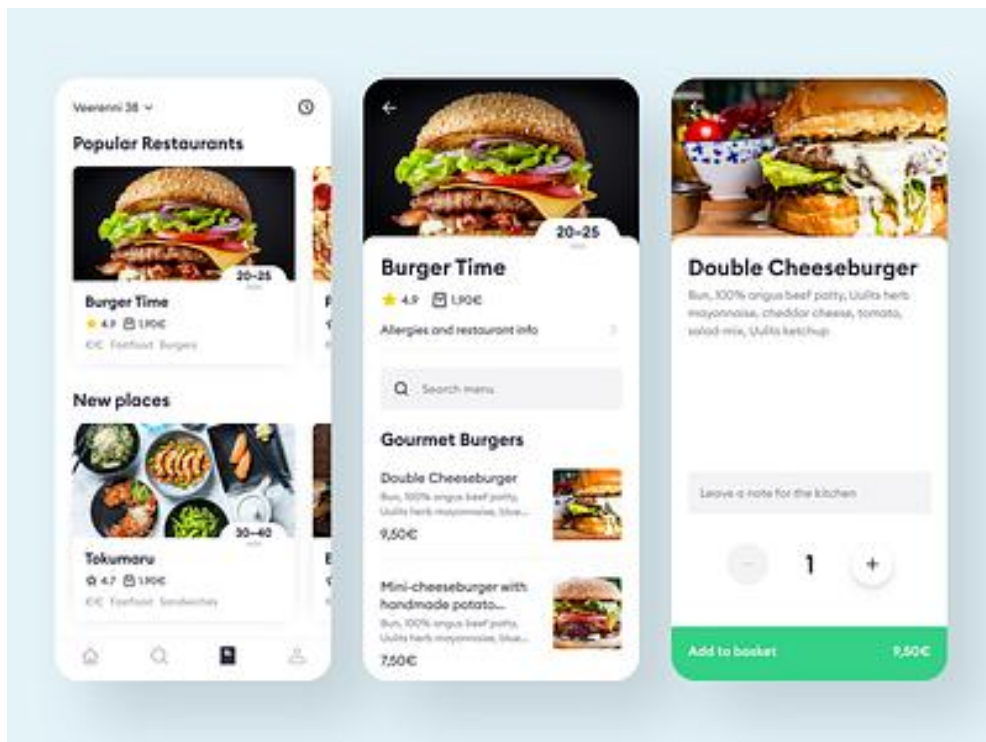 Veerenni 38
Popular Restaurants
20–25
min
Burger Time
4.9 1,90€
€€ Fastfood Burgers
New places
30–40
min
Tokumaru
4.7 1,90€
€€ Fastfood Sandwiches
20–25
min
Burger Time
4.9 1,90€
Allergies and restaurant info
Search menu
Gourmet Burgers
Double Cheeseburger
Bun, 100% angus beef patty,
Uulits herb mayonnaise, blue...
9,50€
Mini-cheeseburger with
handmade potato...
Bun, 100% angus beef patty,
Uulits herb mayonnaise, blue...
7,50€
Double Cheeseburger
Bun, 100% angus beef patty, Uulits herb
mayonnaise, cheddar cheese, tomato,
salad mix, Uulits ketchup
Leave a note for the kitchen
1
Add to basket 9,50€